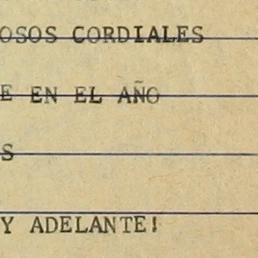 OSOS CORDIALES
E EN EL AÑO
S
Y ADELANTE!